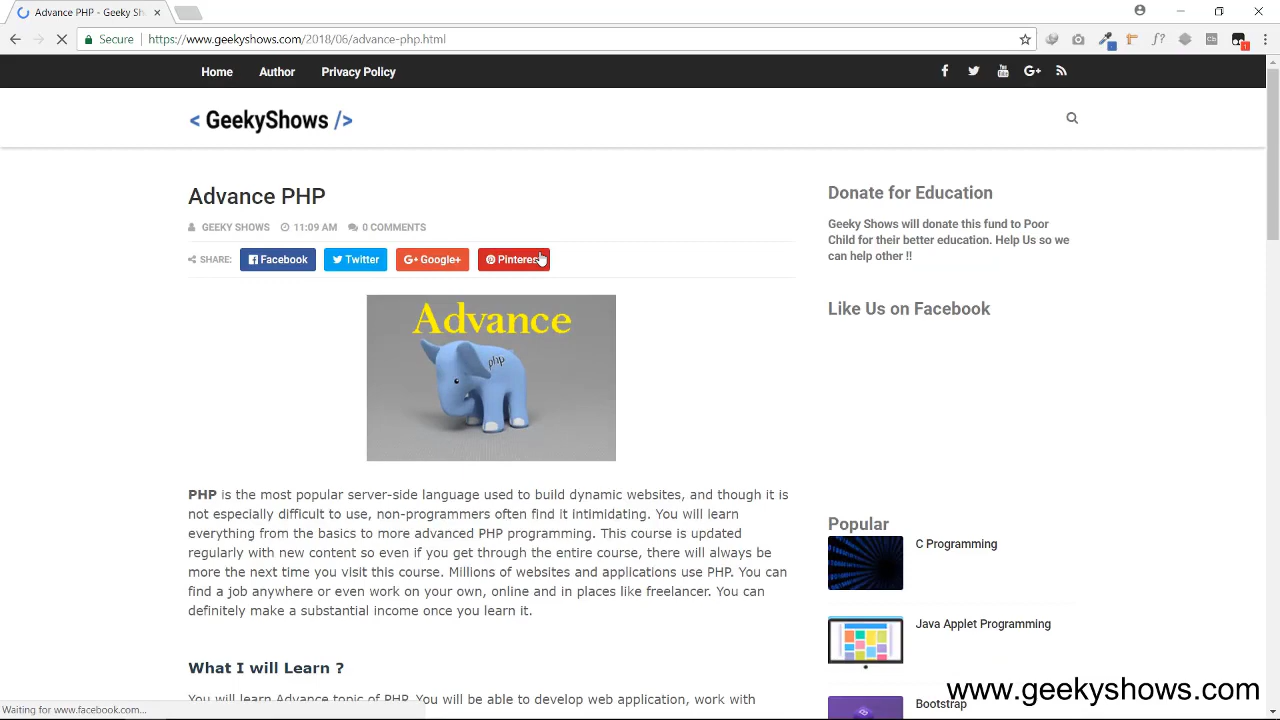 Advance PHP - Geeky Sh
Secure
https://www.geekyshows.com/2018/06/advance-php.html
Home
Author
Privacy Policy
< GeekyShows />
Advance PHP
GEEKY SHOWS
11:09 AM
0 COMMENTS
SHARE:
Facebook
Twitter
G+ Google+
Pinterest
Advance
php
PHP is the most popular server-side language used to build dynamic websites, and though it is
not especially difficult to use, non-programmers often find it intimidating. You will learn
everything from the basics to more advanced PHP programming. This course is updated
regularly with new content so even if you get through the entire course, there will always be
more the next time you visit this course. Millions of websites and applications use PHP. You can
find a job anywhere or even work on your own, online and in places like freelancer. You can
definitely make a substantial income once you learn it.
What I will Learn ?
You will learn Advance topic of PHP. You will be able to develop web application, work with
Donate for Education
Geeky Shows will donate this fund to Poor
Child for their better education. Help Us so we
can help other !!
Like Us on Facebook
Popular
C Programming
Java Applet Programming
Bootstrap
Waiting for www.facebook.com...
www.geekyshows.com